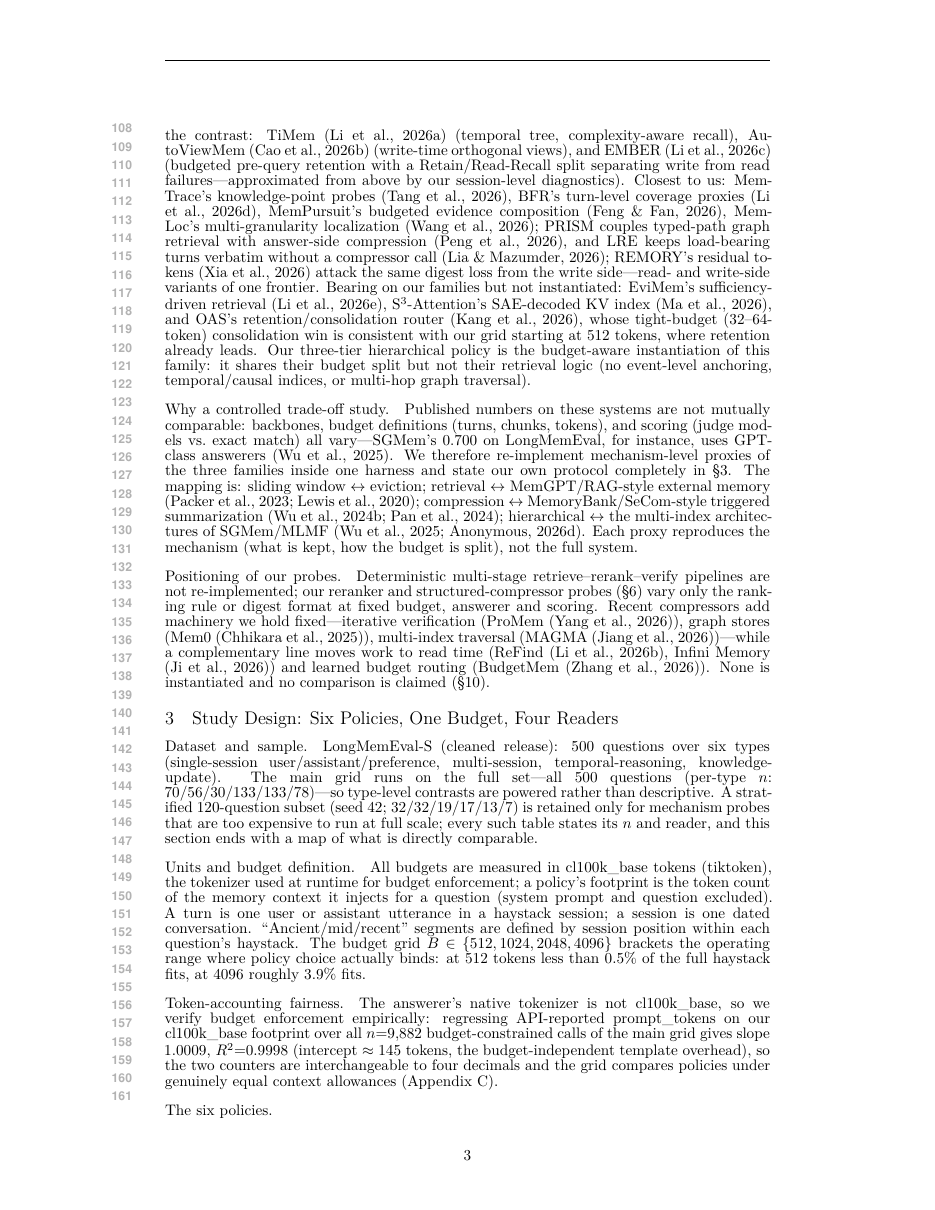 108
109
110
111
112
113
114
115
116
117
118
119
120
121
122
123
124
125
126
127
128
129
130
131
132
133
134
135
136
137
138
139
140
141
142
143
144
145
146
147
148
149
150
151
152
153
154
155
156
157
158
159
160
161
the contrast: TiMem (Li et al., 2026a) (temporal tree, complexity-aware recall), Au-
toViewMem (Cao et al., 2026b) (write-time orthogonal views), and EMBER (Li et al., 2026c)
(budgeted pre-query retention with a Retain/Read-Recall split separating write from read
failures—approximated from above by our session-level diagnostics). Closest to us: Mem-
Trace's knowledge-point probes (Tang et al., 2026), BFR's turn-level coverage proxies (Li
et al., 2026d), MemPursuit's budgeted evidence composition (Feng & Fan, 2026), Mem-
Loc's multi-granularity localization (Wang et al., 2026); PRISM couples typed-path graph
retrieval with answer-side compression (Peng et al., 2026), and LRE keeps load-bearing
turns verbatim without a compressor call (Lia & Mazumder, 2026); REMORY's residual to-
kens (Xia et al., 2026) attack the same digest loss from the write side—read- and write-side
variants of one frontier. Bearing on our families but not instantiated: EviMem's sufficiency-
driven retrieval (Li et al., 2026e), S³-Attention's SAE-decoded KV index (Ma et al., 2026),
and OAS's retention/consolidation router (Kang et al., 2026), whose tight-budget (32–64-
token) consolidation win is consistent with our grid starting at 512 tokens, where retention
already leads. Our three-tier hierarchical policy is the budget-aware instantiation of this
family: it shares their budget split but not their retrieval logic (no event-level anchoring,
temporal/causal indices, or multi-hop graph traversal).
Why a controlled trade-off study. Published numbers on these systems are not mutually
comparable: backbones, budget definitions (turns, chunks, tokens), and scoring (judge mod-
els vs. exact match) all vary—SGMem's 0.700 on LongMemEval, for instance, uses GPT-
class answerers (Wu et al., 2025). We therefore re-implement mechanism-level proxies of
the three families inside one harness and state our own protocol completely in §3. The
mapping is: sliding window ↔ eviction; retrieval ↔ MemGPT/RAG-style external memory
(Packer et al., 2023; Lewis et al., 2020); compression ↔ MemoryBank/SeCom-style triggered
summarization (Wu et al., 2024b; Pan et al., 2024); hierarchical ↔ the multi-index architec-
tures of SGMem/MLMF (Wu et al., 2025; Anonymous, 2026d). Each proxy reproduces the
mechanism (what is kept, how the budget is split), not the full system.
Positioning of our probes. Deterministic multi-stage retrieve–rerank–verify pipelines are
not re-implemented; our reranker and structured-compressor probes (§6) vary only the rank-
ing rule or digest format at fixed budget, answerer and scoring. Recent compressors add
machinery we hold fixed—iterative verification (ProMem (Yang et al., 2026)), graph stores
(Mem0 (Chhikara et al., 2025)), multi-index traversal (MAGMA (Jiang et al., 2026))—while
a complementary line moves work to read time (ReFind (Li et al., 2026b), Infini Memory
(Ji et al., 2026)) and learned budget routing (BudgetMem (Zhang et al., 2026)). None is
instantiated and no comparison is claimed (§10).
3 Study Design: Six Policies, One Budget, Four Readers
Dataset and sample. LongMemEval-S (cleaned release): 500 questions over six types
(single-session user/assistant/preference, multi-session, temporal-reasoning, knowledge-
update). The main grid runs on the full set—all 500 questions (per-type n:
70/56/30/133/133/78)—so type-level contrasts are powered rather than descriptive. A strat-
ified 120-question subset (seed 42; 32/32/19/17/13/7) is retained only for mechanism probes
that are too expensive to run at full scale; every such table states its n and reader, and this
section ends with a map of what is directly comparable.
Units and budget definition. All budgets are measured in cl100k_base tokens (tiktoken),
the tokenizer used at runtime for budget enforcement; a policy's footprint is the token count
of the memory context it injects for a question (system prompt and question excluded).
A turn is one user or assistant utterance in a haystack session; a session is one dated
conversation. “Ancient/mid/recent” segments are defined by session position within each
question's haystack. The budget grid B ∈ {512, 1024, 2048, 4096} brackets the operating
range where policy choice actually binds: at 512 tokens less than 0.5% of the full haystack
fits, at 4096 roughly 3.9% fits.
Token-accounting fairness. The answerer's native tokenizer is not cl100k_base, so we
verify budget enforcement empirically: regressing API-reported prompt_tokens on our
cl100k_base footprint over all n=9,882 budget-constrained calls of the main grid gives slope
1.0009, R²=0.9998 (intercept ≈ 145 tokens, the budget-independent template overhead), so
the two counters are interchangeable to four decimals and the grid compares policies under
genuinely equal context allowances (Appendix C).
The six policies.
3